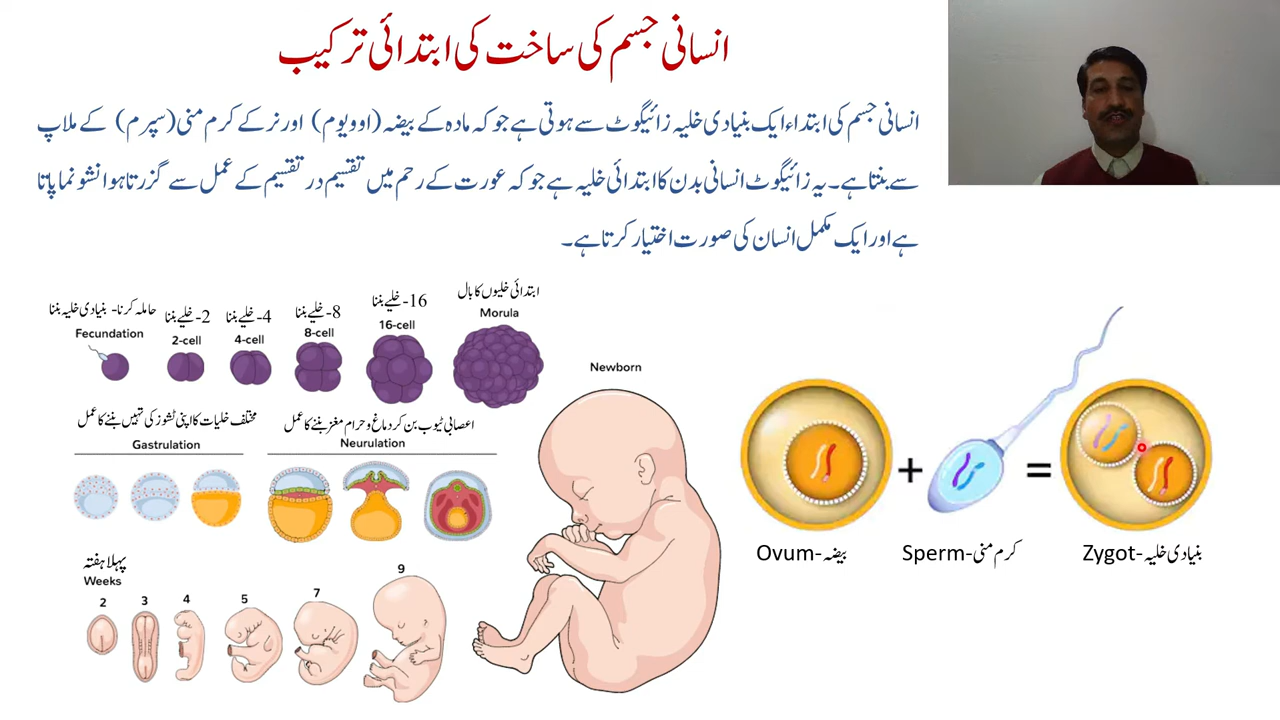 انسانی جسم کی ساخت کی ابتدائی ترکیب
انسانی جسم کی ابتداء ایک بنیادی خلیہ زائیگوٹ سے ہوتی ہے جو کہ مادہ کے بیضہ (اوویوم) اور نر کے کرم منی (سپرم) کے ملاپ
سے بنتا ہے۔ یہ زائیگوٹ انسانی بدن کا ابتدائی خلیہ ہے جو کہ عورت کے رحم میں تقسیم در تقسیم کے عمل سے گزرتا ہوا نشونما پاتا
ہے اور ایک مکمل انسان کی صورت اختیار کرتا ہے۔
حاملہ کرنا- بنیادی خلیہ بننا
Fecundation
2-خلیے بننا
2-cell
4-خلیے بننا
4-cell
8-خلیے بننا
8-cell
16-خلیے بننا
16-cell
ابتدائی خلیوں کا بال
Morula
مختلف خلیات کا اپنی ٹشوز کی تہیں بننے کا عمل
Gastrulation
اعصابی ٹیوب بن کر دماغ و حرام مغز بننے کا عمل
Neurulation
پہلا ہفتہ
Weeks
2 3 4 5 7 9
Newborn
+ =
Ovum-بیضہ
Sperm-کرم منی
Zygot-بنیادی خلیہ